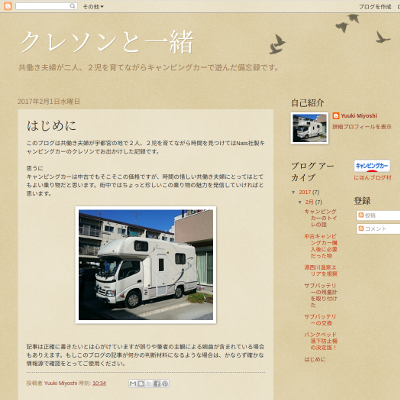 その他
ブログを作成
クレソンと一緒
共働き夫婦が二人、２児を育てながらキャンピングカーで遊んだ備忘録です。
2017年2月1日水曜日
はじめに
このブログは共働き夫婦が宇都宮の地で２人、２児を育てながら時間を見つけてはNats社製キ
ャンピングカーのクレソンでお出かけした記録です。
思うに
キャンピングカーは中古でもそこそこの価格ですが、時間の惜しい共働き夫婦にとってはとて
もよい乗り物だと思います。街中ではちょっと珍しいこの乗り物の魅力を発信していければと
思います。
記事は正確に書きたいとは心がけていますが誤りや筆者の主観による誤謬が含まれている場合
もありえます。もしこのブログの記事が何かの判断材料になるような場合は、かならず確かな
情報源で確認をとってご使用ください。
投稿者 Yuuki Miyoshi 時刻: 10:34
自己紹介
Yuuki Miyoshi
詳細プロフィールを表示
ブログ アー
カイブ
▼ 2017 (7)
▼ 2月 (7)
キャンピング
カーのトイ
レの話
中古キャンピ
ングカー購
入後に必要
だった物
サブバッテリ
ーの残量計
を取り付け
た
サブバッテリ
ーの交換
バンクベッド
落下防止柵
の決定版！
はじめに
キャンピングカー
にほんブログ村
登録
投稿
コメント